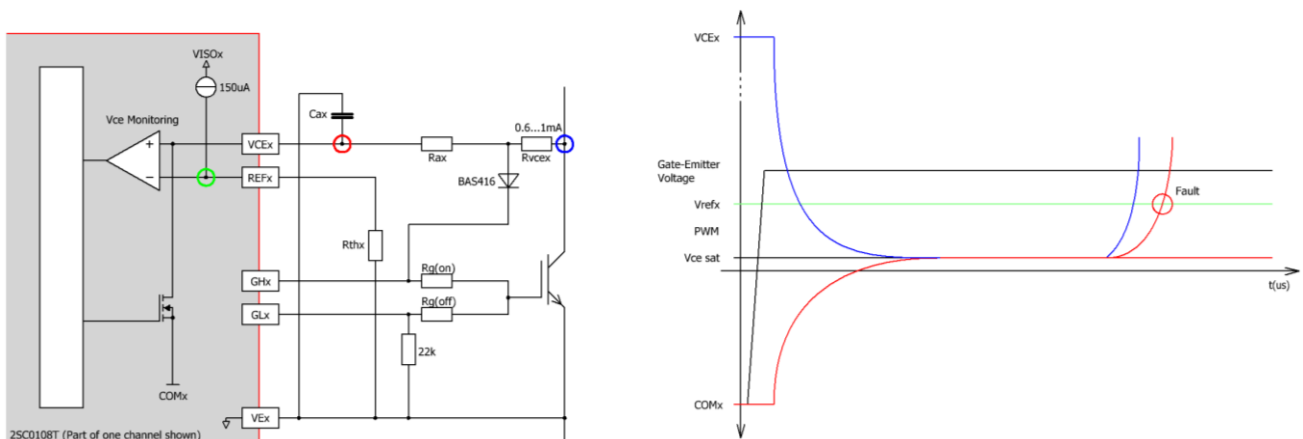 VISOx
150uA
Vce Monitoring
+
−
Cax
VCEx
REFx
Rax
0.6...1mA
Rvcex
BAS416
Rthx
GHx
GLx
Rg(on)
Rg(off)
22k
COMx
VEx
2SC0108T (Part of one channel shown)
VCEx
Gate-Emitter
Voltage
Vrefx
PWM
Vce sat
COMx
Fault
t(us)